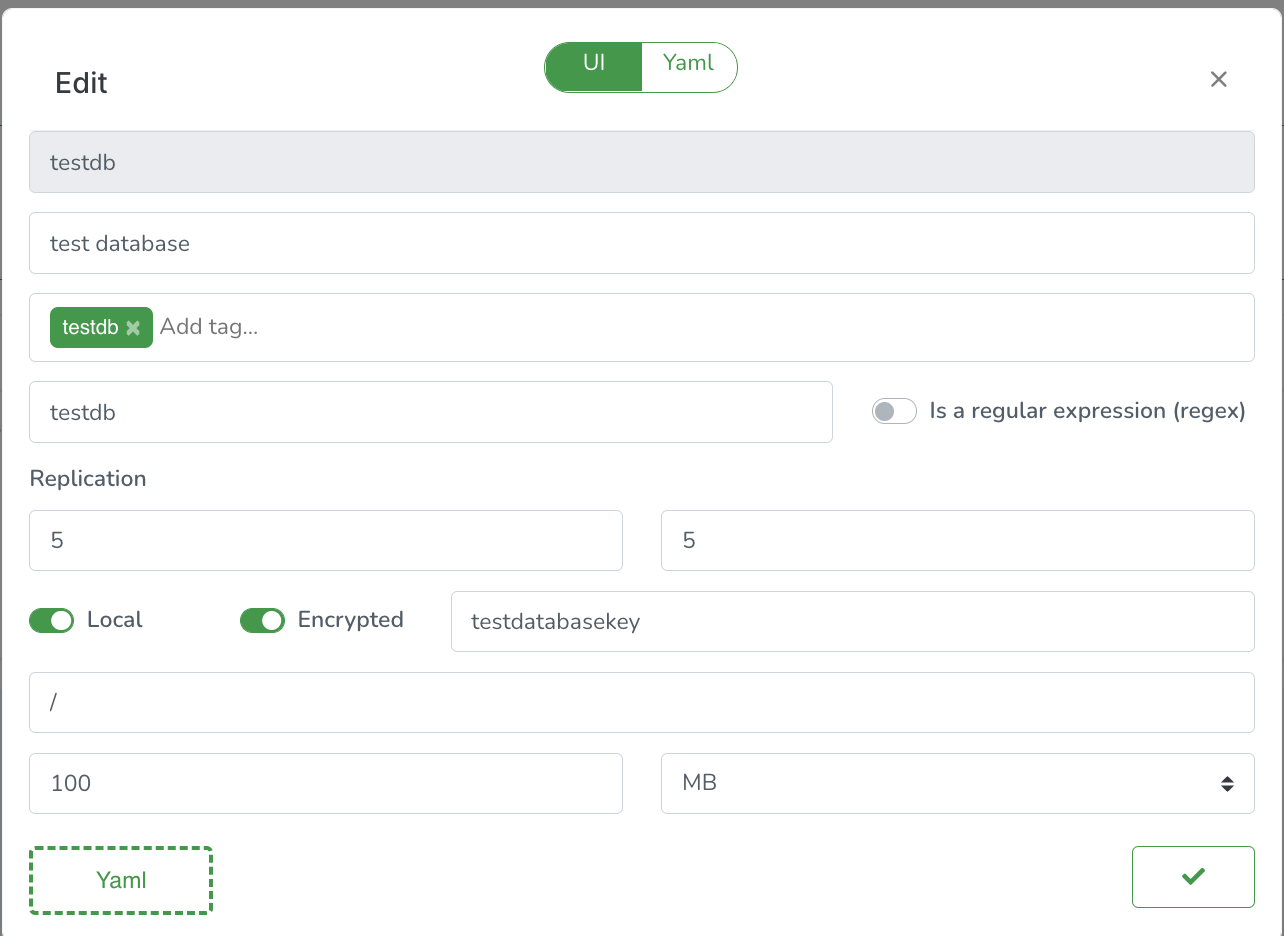 UI Yaml
Edit
testdb
test database
testdb Add tag...
testdb Is a regular expression (regex)
Replication
5 5
Local Encrypted testdatabasekey
/
100 MB
Yaml